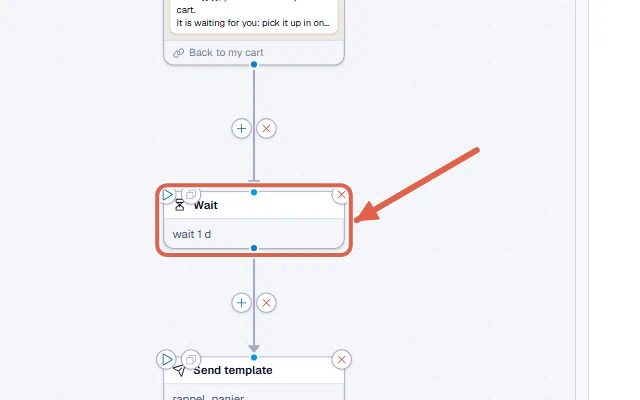 cart.
It is waiting for you: pick it up in on...
Back to my cart
Wait
wait 1 d
Send template
rappel_panier